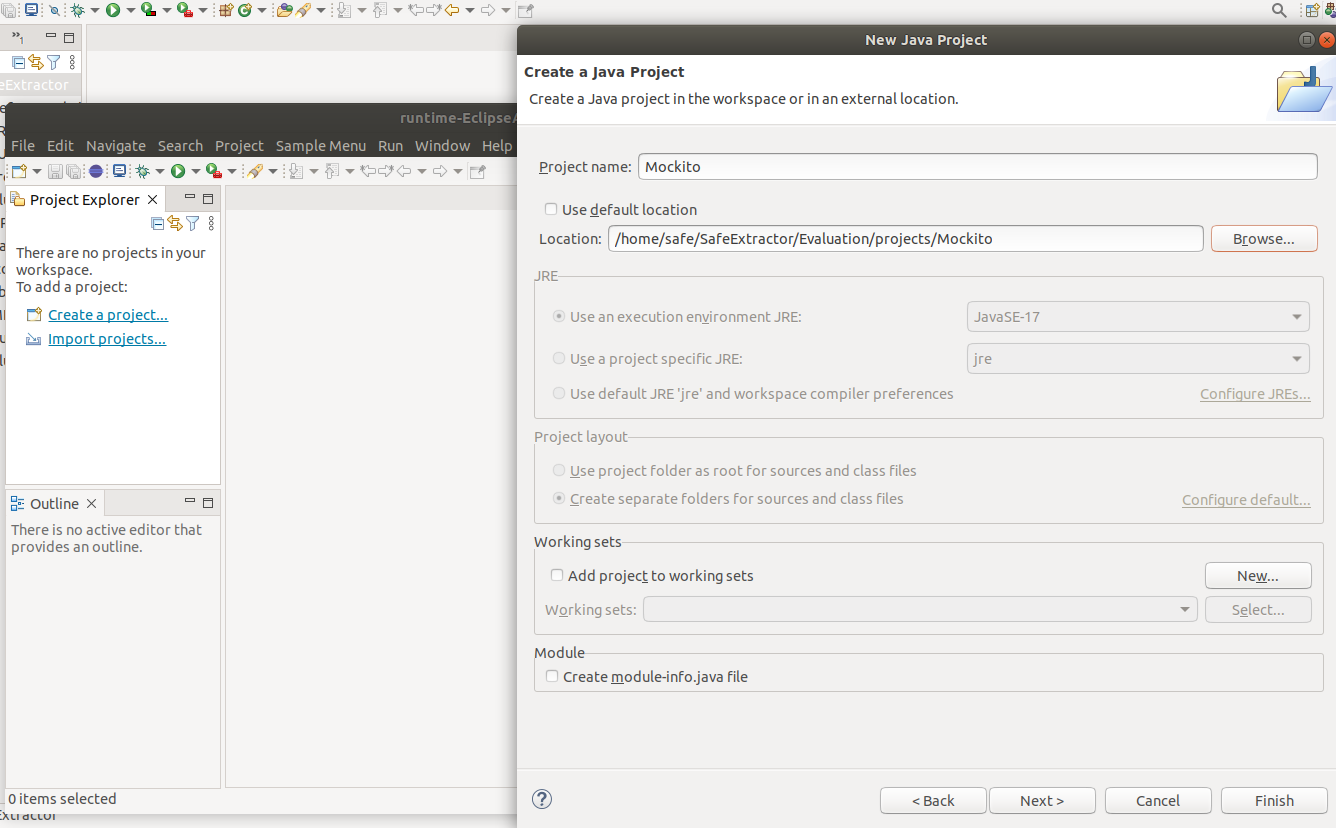 New Java Project
eExtractor
Create a Java Project
Create a Java project in the workspace or in an external location.
runtime-Eclipse
File Edit Navigate Search Project Sample Menu Run Window Help
Project Explorer
There are no projects in your
workspace.
To add a project:
Create a project...
Import projects...
Outline
There is no active editor that
provides an outline.
0 items selected
Extractor
Project name: Mockito
Use default location
Location: /home/safe/SafeExtractor/Evaluation/projects/Mockito Browse...
JRE
Use an execution environment JRE: JavaSE-17
Use a project specific JRE: jre
Use default JRE 'jre' and workspace compiler preferences Configure JREs...
Project layout
Use project folder as root for sources and class files
Create separate folders for sources and class files Configure default...
Working sets
Add project to working sets New...
Working sets: Select...
Module
Create module-info.java file
? < Back Next > Cancel Finish